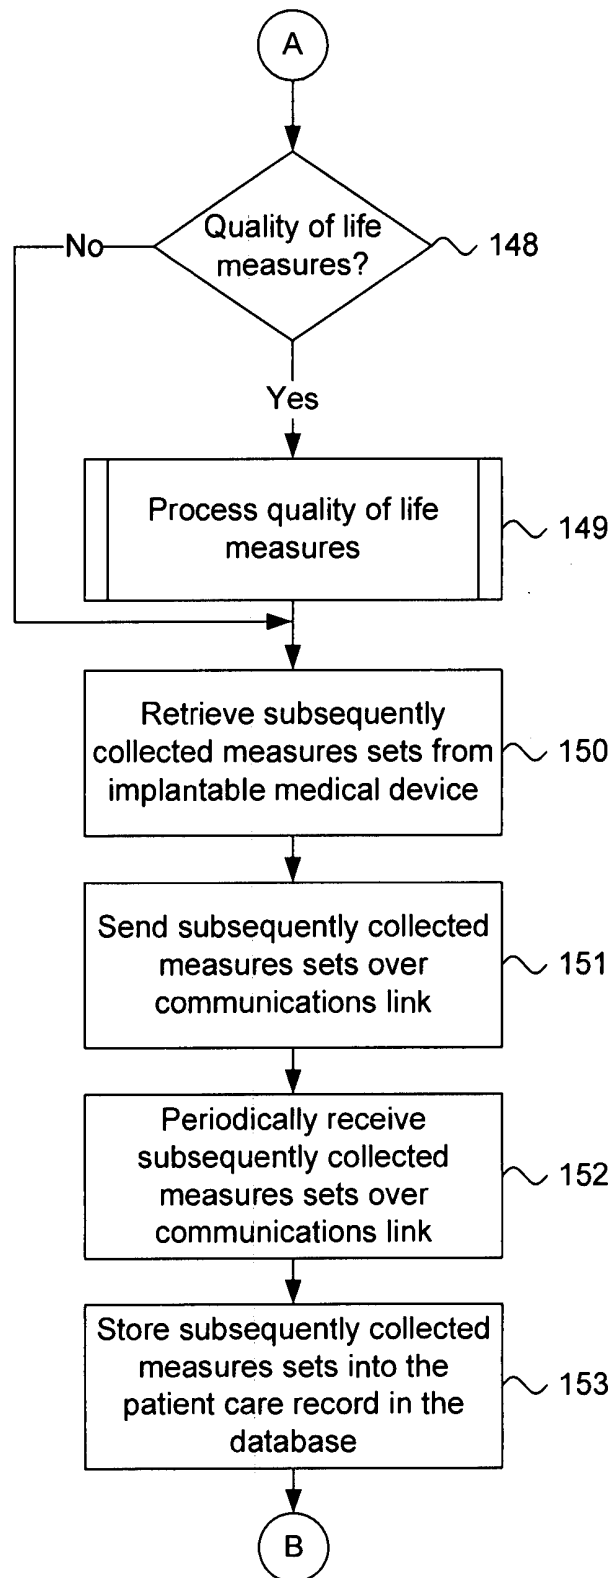 A
Quality of life
measures?
148
No
Yes
Process quality of life
measures
149
Retrieve subsequently
collected measures sets from
implantable medical device
150
Send subsequently collected
measures sets over
communications link
151
Periodically receive
subsequently collected
measures sets over
communications link
152
Store subsequently collected
measures sets into the
patient care record in the
database
153
B